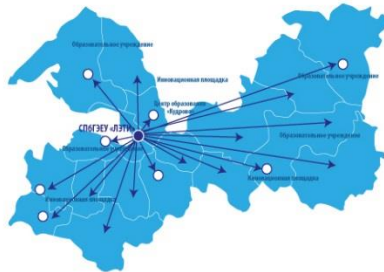 Образовательное учреждение
Инновационная площадка
Образовательное учреждение
Центр образования
«Кудрово»
СПбГЭТУ «ЛЭТИ»
Образовательное учреждение
Инновационная площадка
Инновационная площадка